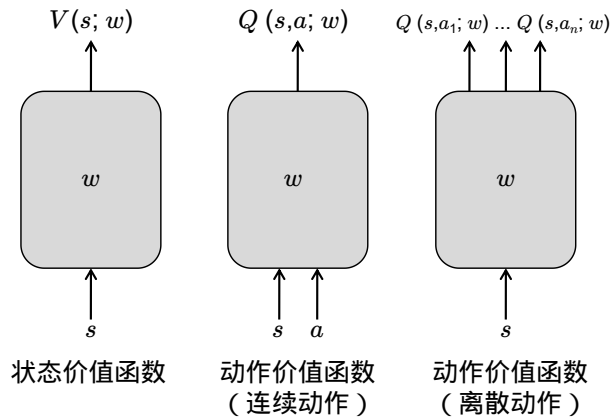 V(s; w)
Q (s,a; w)
Q (s,a₁; w) ... Q (s,aₙ; w)
w
w
w
s
s
a
s
状态价值函数
动作价值函数
（连续动作）
动作价值函数
（离散动作）